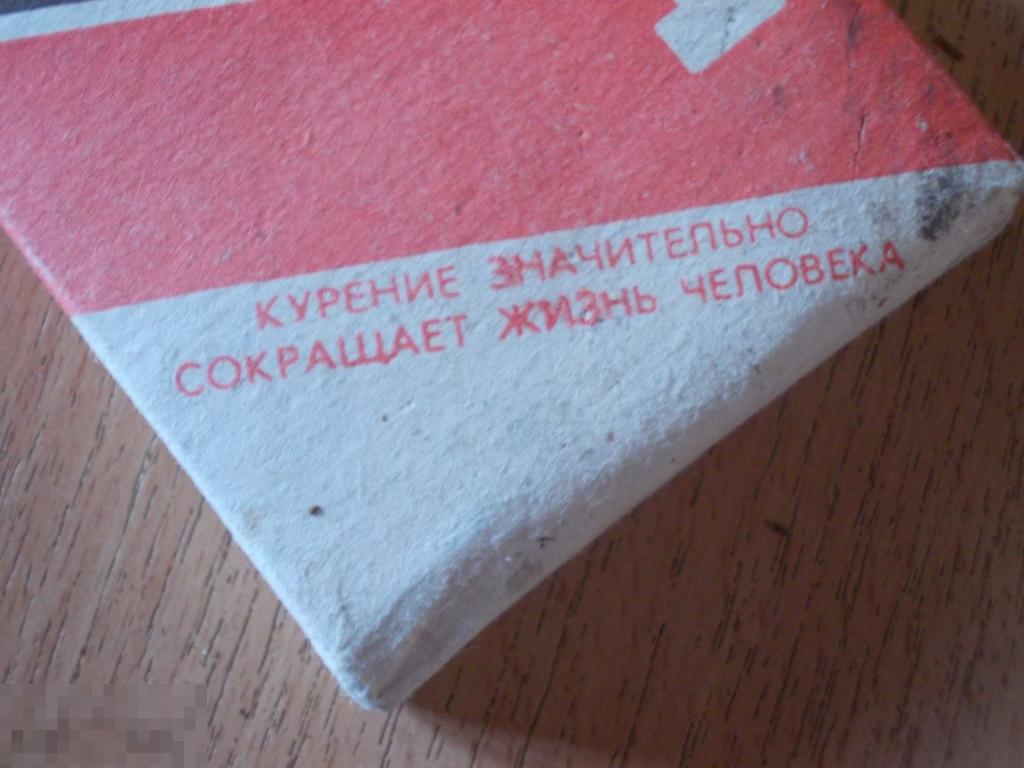 КУРЕНИЕ ЗНАЧИТЕЛЬНО
СОКРАЩАЕТ ЖИЗНЬ ЧЕЛОВЕКА